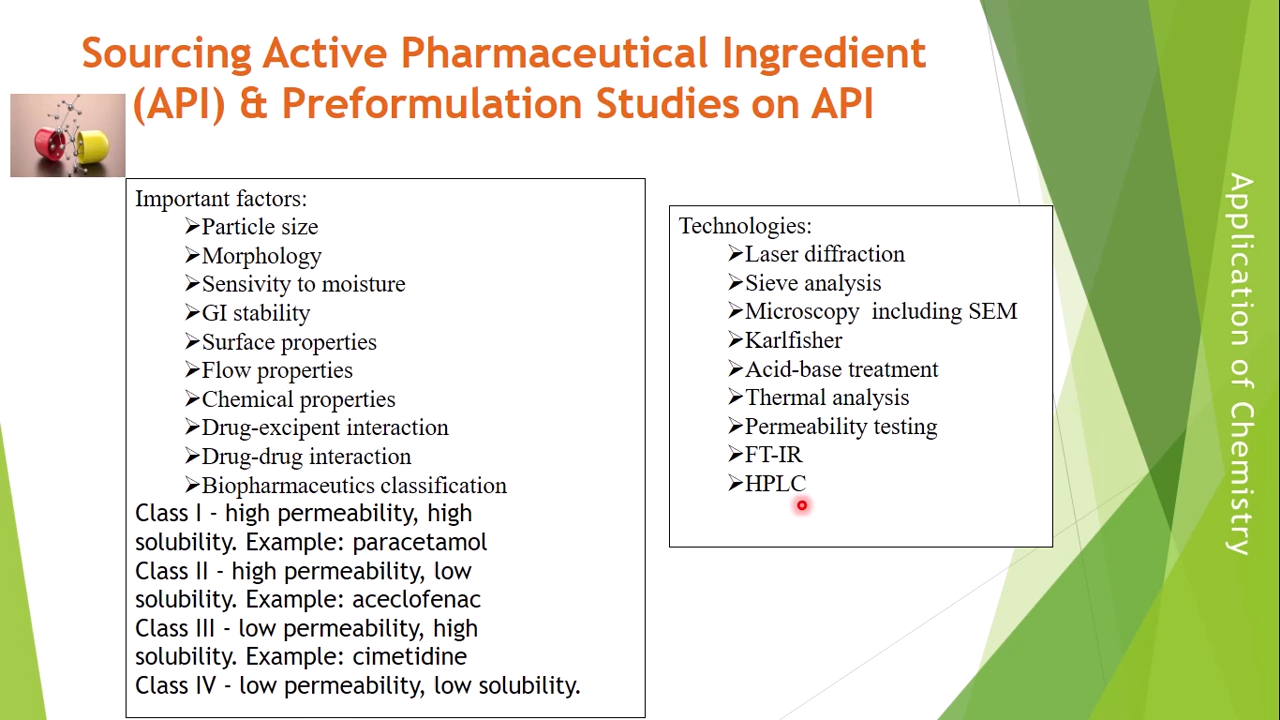 Sourcing Active Pharmaceutical Ingredient
(API) & Preformulation Studies on API
Important factors:
➢Particle size
➢Morphology
➢Sensivity to moisture
➢GI stability
➢Surface properties
➢Flow properties
➢Chemical properties
➢Drug-excipent interaction
➢Drug-drug interaction
➢Biopharmaceutics classification
Class I - high permeability, high
solubility. Example: paracetamol
Class II - high permeability, low
solubility. Example: aceclofenac
Class III - low permeability, high
solubility. Example: cimetidine
Class IV - low permeability, low solubility.
Technologies:
➢Laser diffraction
➢Sieve analysis
➢Microscopy  including SEM
➢Karlfisher
➢Acid-base treatment
➢Thermal analysis
➢Permeability testing
➢FT-IR
➢HPLC
Application of Chemistry